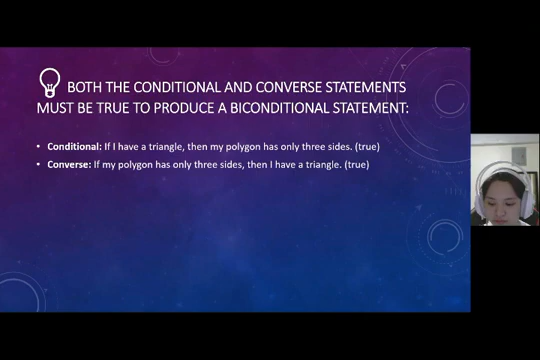 BOTH THE CONDITIONAL AND CONVERSE STATEMENTS
MUST BE TRUE TO PRODUCE A BICONDITIONAL STATEMENT:
• Conditional: If I have a triangle, then my polygon has only three sides. (true)
• Converse: If my polygon has only three sides, then I have a triangle. (true)